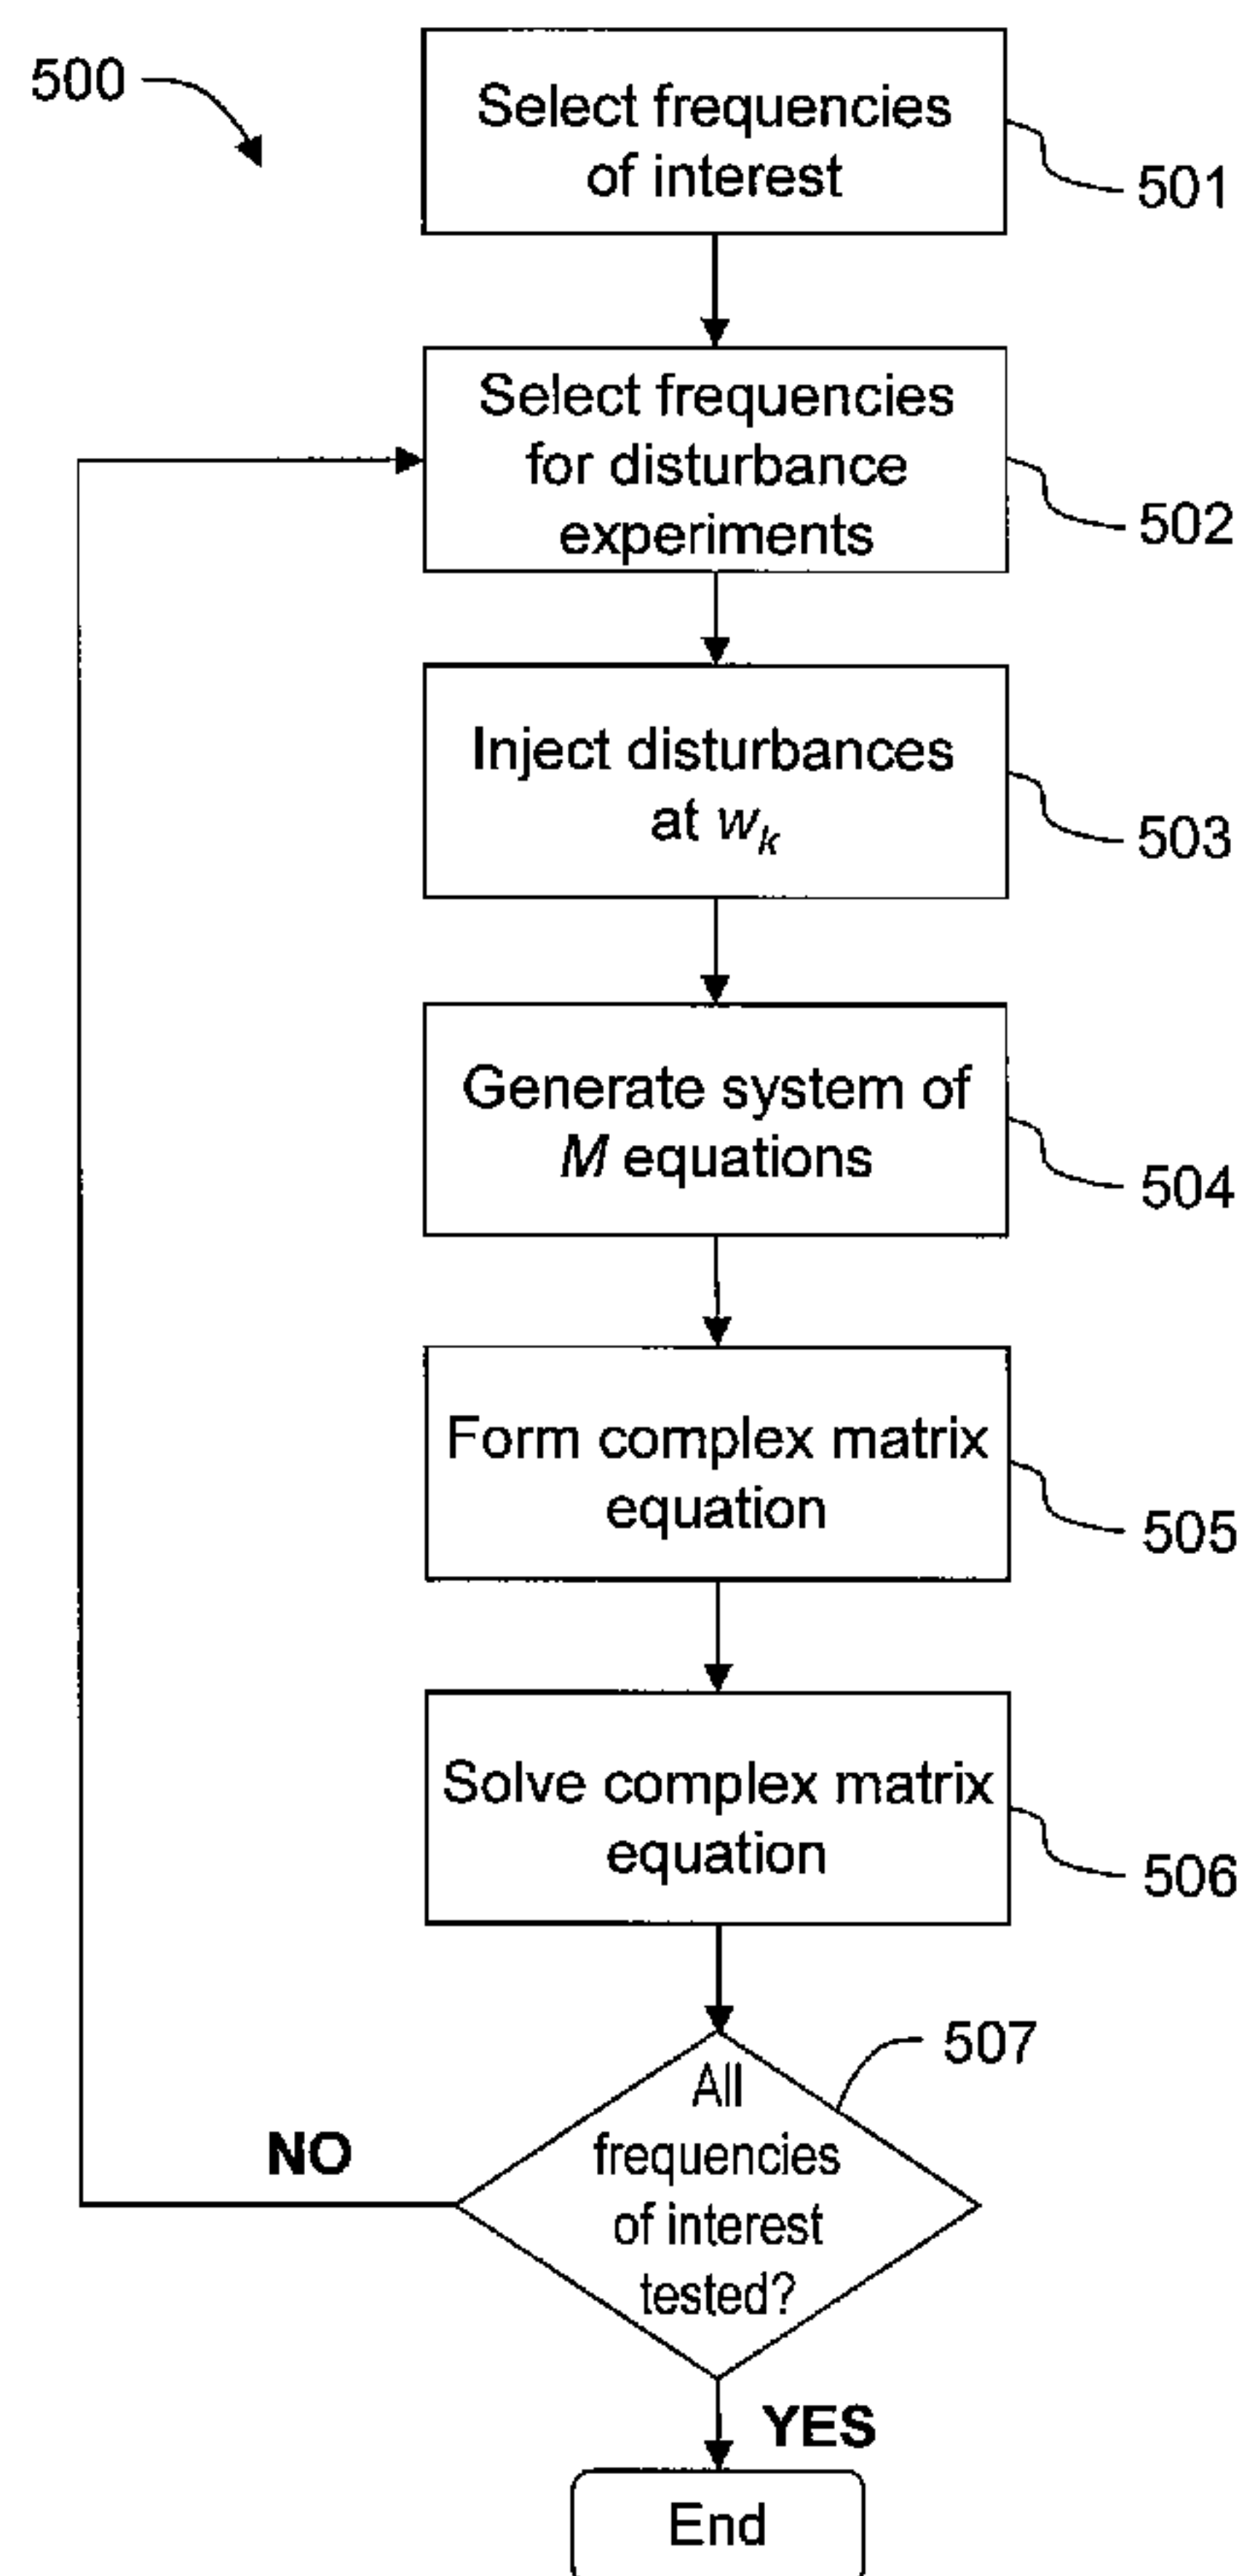 500
Select frequencies
of interest
501
Select frequencies
for disturbance
experiments
502
Inject disturbances
at wk
503
Generate system of
M equations
504
Form complex matrix
equation
505
Solve complex matrix
equation
506
507
All
frequencies
of interest
tested?
NO
YES
End